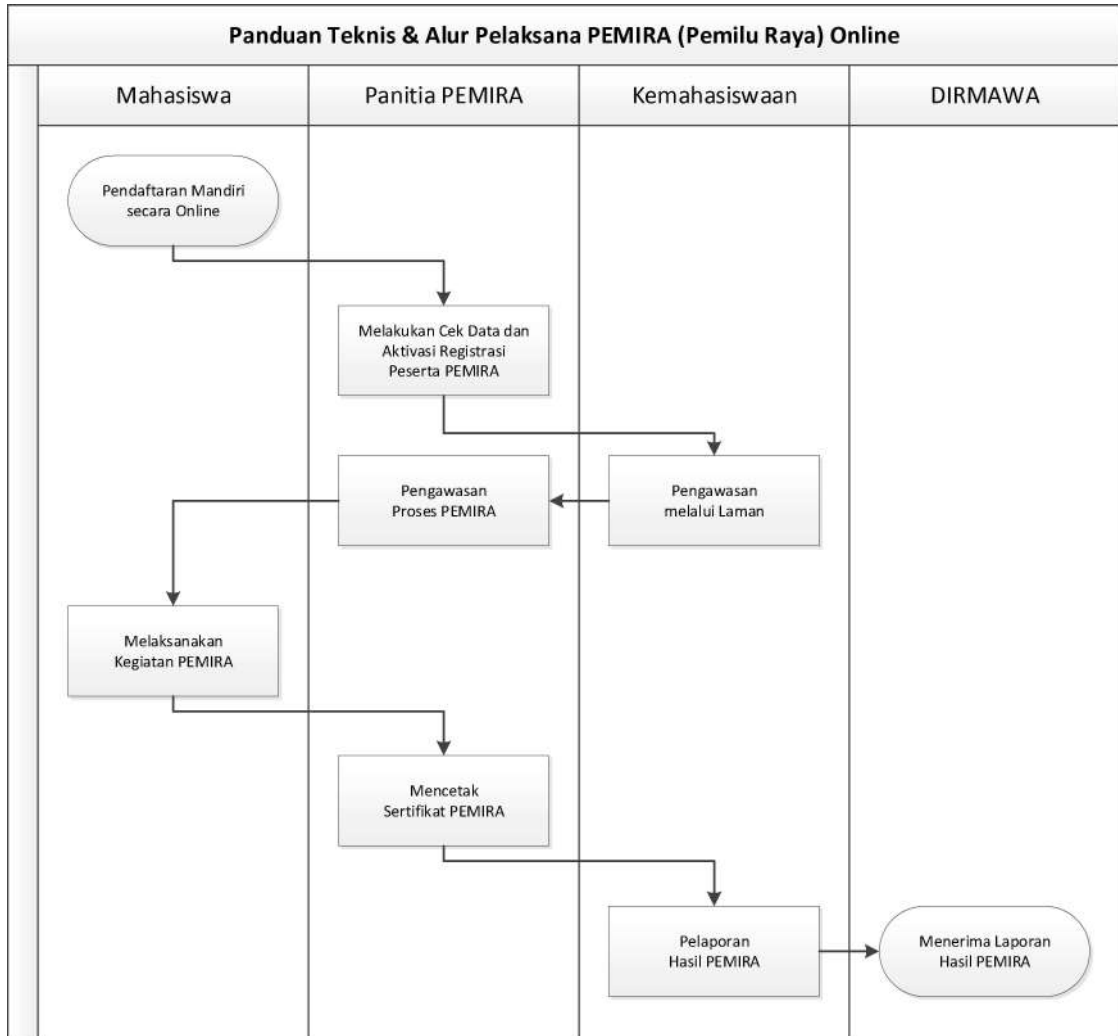 Panduan Teknis & Alur Pelaksana PEMIRA (Pemilu Raya) Online
Mahasiswa
Panitia PEMIRA
Kemahasiswaan
DIRMAWA
Pendaftaran Mandiri
secara Online
Melakukan Cek Data dan
Aktivasi Registrasi
Peserta PEMIRA
Pengawasan
melalui Laman
Pengawasan
Proses PEMIRA
Melaksanakan
Kegiatan PEMIRA
Mencetak
Sertifikat PEMIRA
Pelaporan
Hasil PEMIRA
Menerima Laporan
Hasil PEMIRA